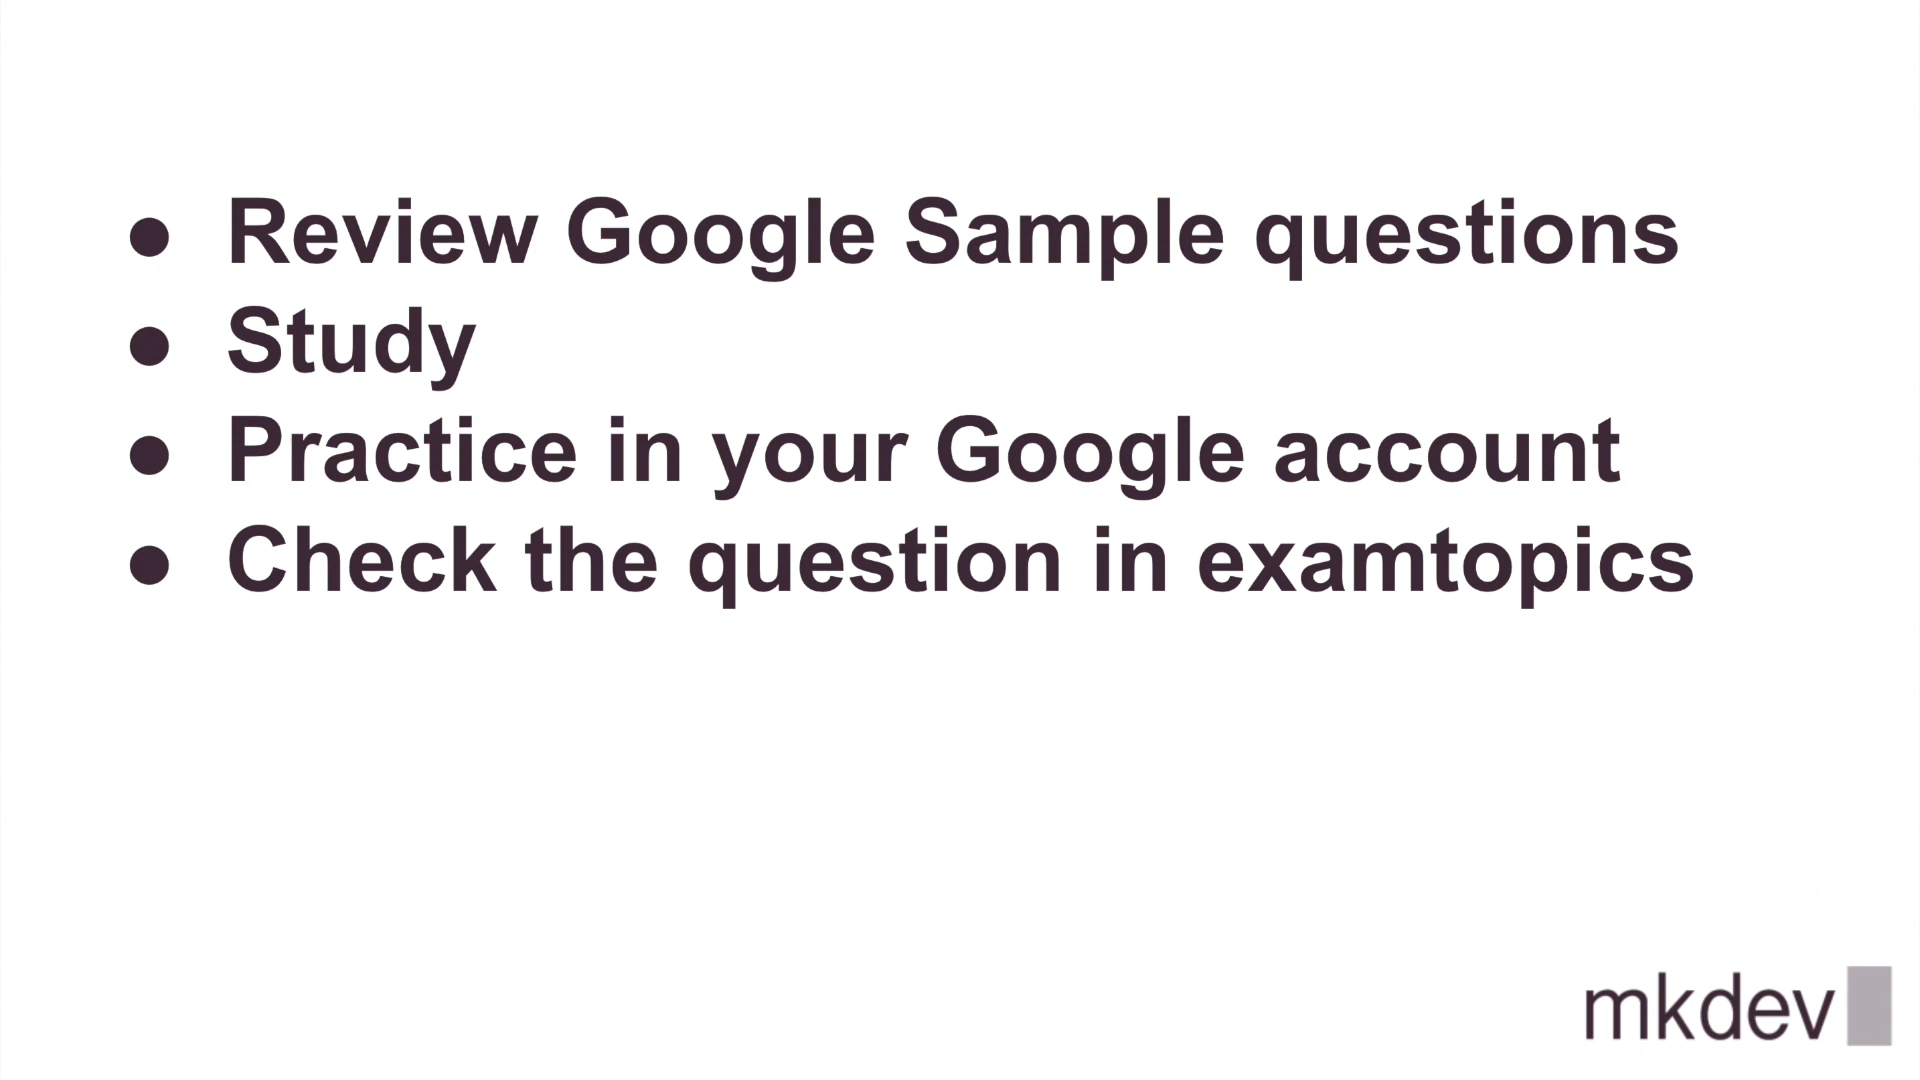 ● Review Google Sample questions
● Study
● Practice in your Google account
● Check the question in examtopics
mkdev